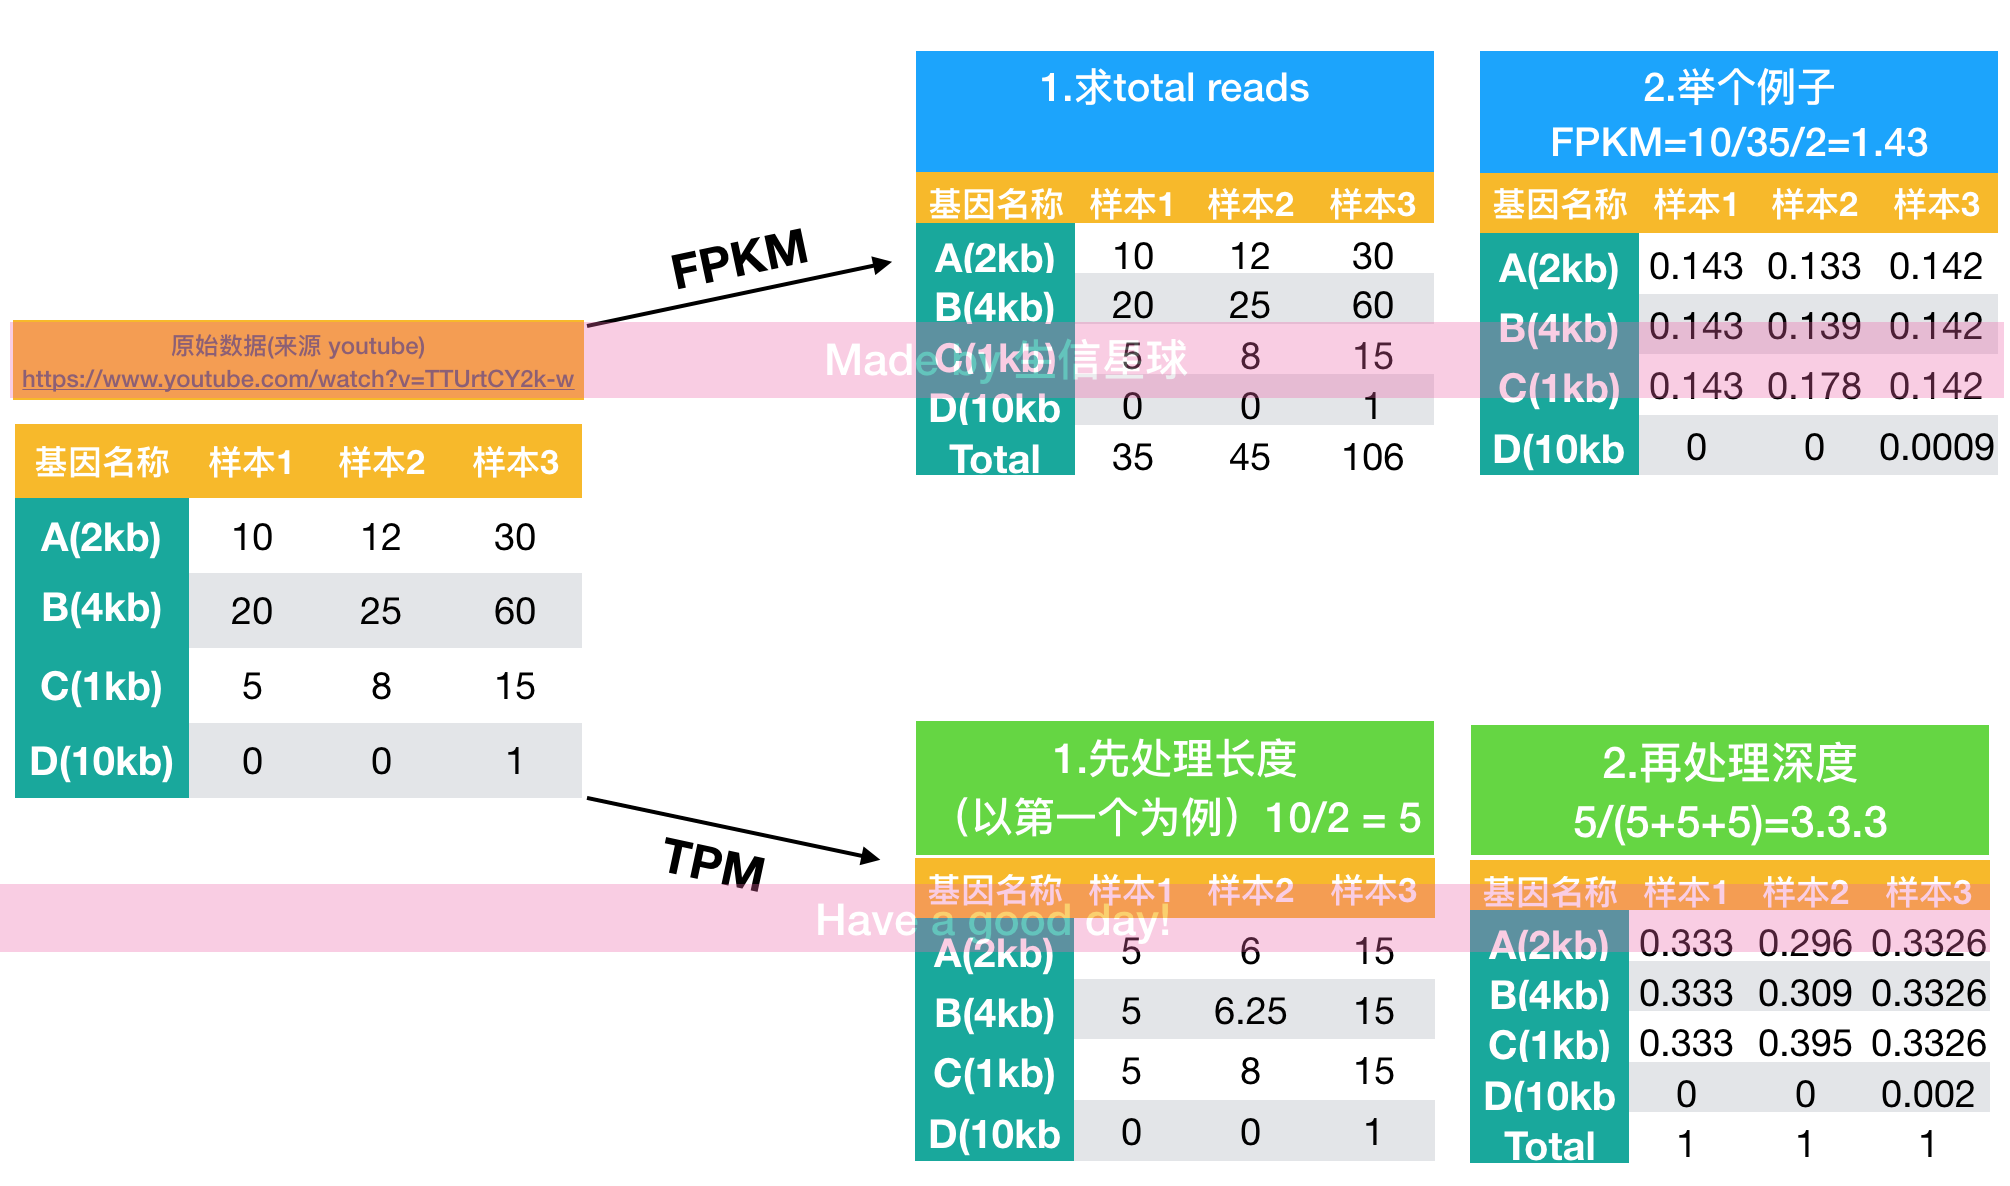 1.求total reads
基因名称 样本1 样本2 样本3
A(2kb) 10 12 30
B(4kb) 20 25 60
C(1kb) 5 8 15
D(10kb 0 0 1
Total 35 45 106
2.举个例子
FPKM=10/35/2=1.43
基因名称 样本1 样本2 样本3
A(2kb) 0.143 0.133 0.142
B(4kb) 0.143 0.139 0.142
C(1kb) 0.143 0.178 0.142
D(10kb 0 0 0.0009
FPKM
原始数据(来源 youtube)
https://www.youtube.com/watch?v=TTUrtCY2k-w
Made by 生信星球
基因名称 样本1 样本2 样本3
A(2kb) 10 12 30
B(4kb) 20 25 60
C(1kb) 5 8 15
D(10kb) 0 0 1
TPM
1.先处理长度
（以第一个为例）10/2 = 5
基因名称 样本1 样本2 样本3
A(2kb) 5 6 15
B(4kb) 5 6.25 15
C(1kb) 5 8 15
D(10kb 0 0 1
Have a good day!
2.再处理深度
5/(5+5+5)=3.3.3
基因名称 样本1 样本2 样本3
A(2kb) 0.333 0.296 0.3326
B(4kb) 0.333 0.309 0.3326
C(1kb) 0.333 0.395 0.3326
D(10kb 0 0 0.002
Total 1 1 1